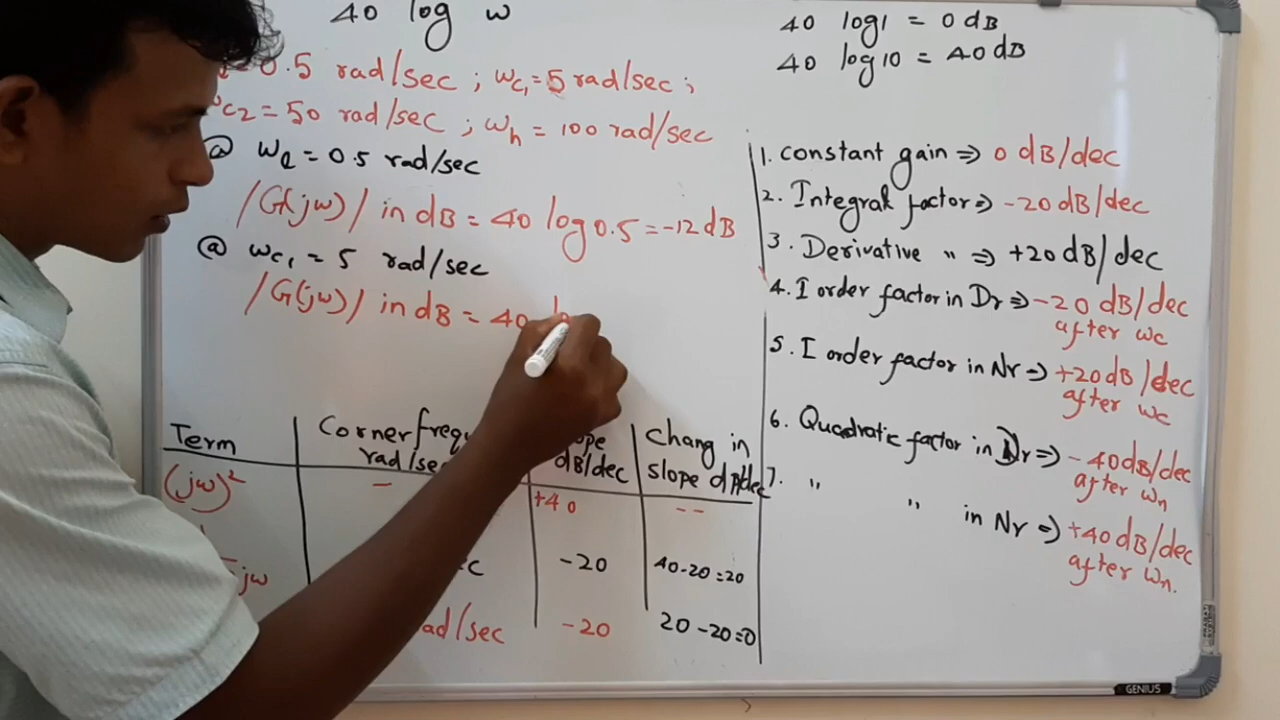 40 log ω
= 0.5 rad/sec ; ωc1 = 5 rad/sec ;
ωc2 = 50 rad/sec ; ωh = 100 rad/sec
@ ωl = 0.5 rad/sec
/G(jω)/ in dB = 40 log 0.5 = -12 dB
@ ωc1 = 5 rad/sec
/G(jω)/ in dB = 40
40 log1 = 0 dB
40 log10 = 40 dB
1. constant gain ⇒ 0 dB/dec
2. Integral factor ⇒ -20 dB/dec
3. Derivative " ⇒ +20 dB/dec
4. I order factor in Dr ⇒ -20 dB/dec
after ωc
5. I order factor in Nr ⇒ +20 dB/dec
after ωc
6. Quadratic factor in Dr ⇒ -40 dB/dec
after ωn
7. " " in Nr ⇒ +40 dB/dec
after ωn.
Term
Corner
rad/se
dB/dec
Chang in
slope dB/dec
(jω)² - +40 --
jω -20 40-20=20
rad/sec -20 20-20=0
GENIUS